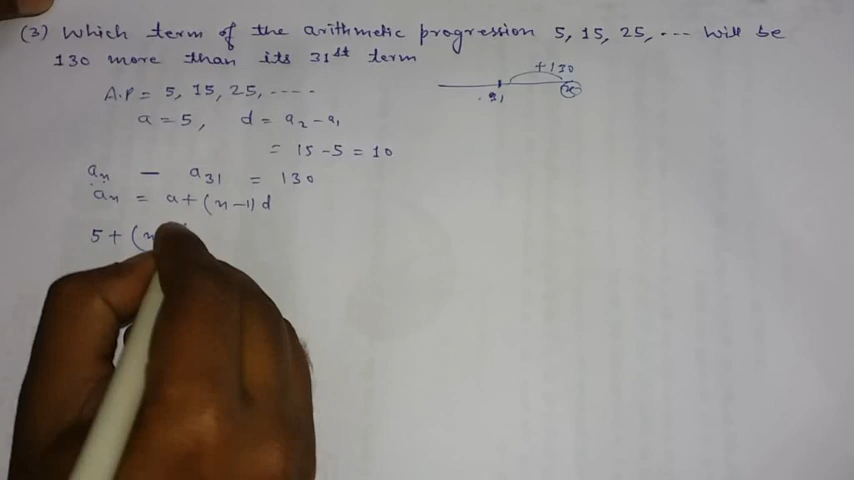 (3) Which term of the arithmetic progression 5, 15, 25, ... will be
130 more than its 31st term
+130
A.P = 5, 15, 25, ....
31
a = 5, d = a₂ - a₁
= 15 - 5 = 10
aₙ - a₃₁ = 130
aₙ = a + (n-1)d
5 + (n